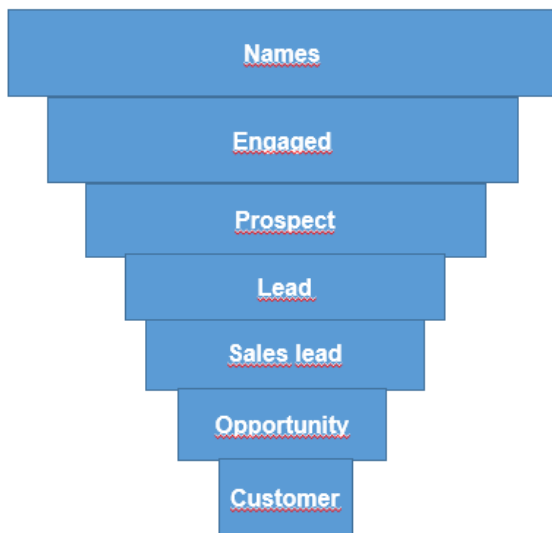 Names
Engaged
Prospect
Lead
Sales lead
Opportunity
Customer